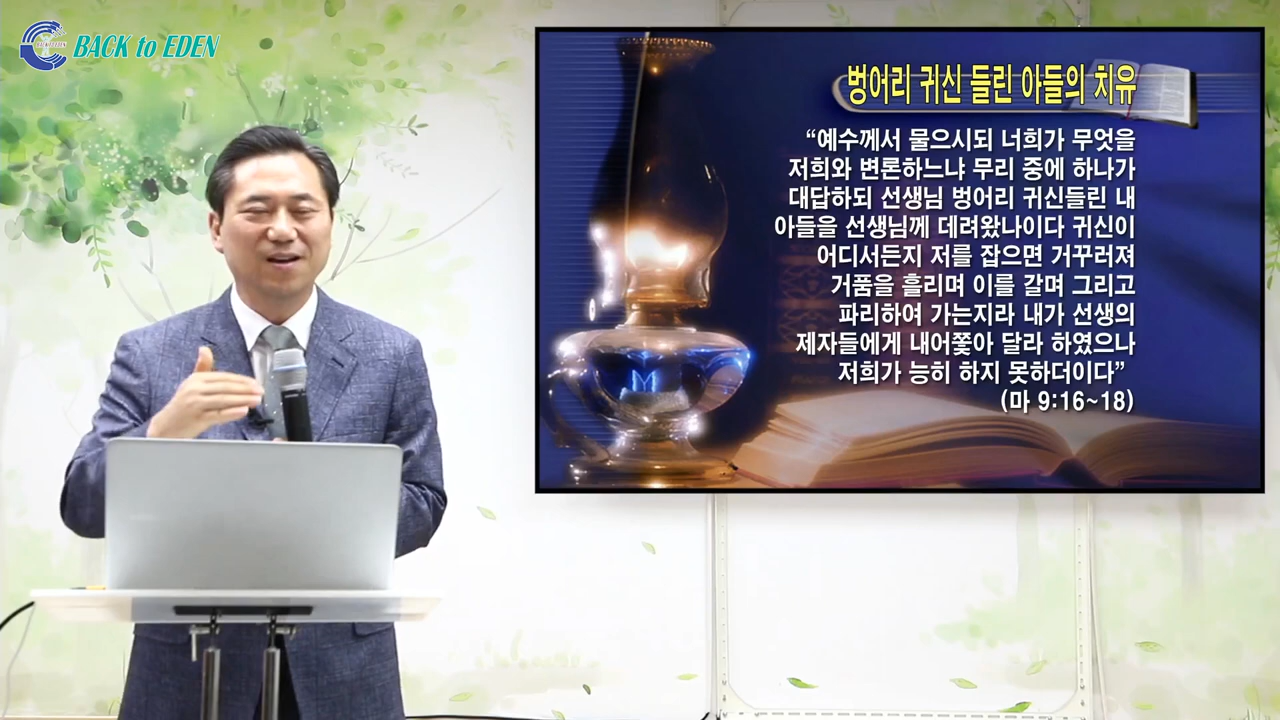 BACK to EDEN
벙어리 귀신 들린 아들의 치유
“예수께서 물으시되 너희가 무엇을
저희와 변론하느냐 무리 중에 하나가
대답하되 선생님 벙어리 귀신들린 내
아들을 선생님께 데려왔나이다 귀신이
어디서든지 저를 잡으면 거꾸러져
거품을 흘리며 이를 갈며 그리고
파리하여 가는지라 내가 선생의
제자들에게 내어쫓아 달라 하였으나
저희가 능히 하지 못하더이다”
(마 9:16~18)